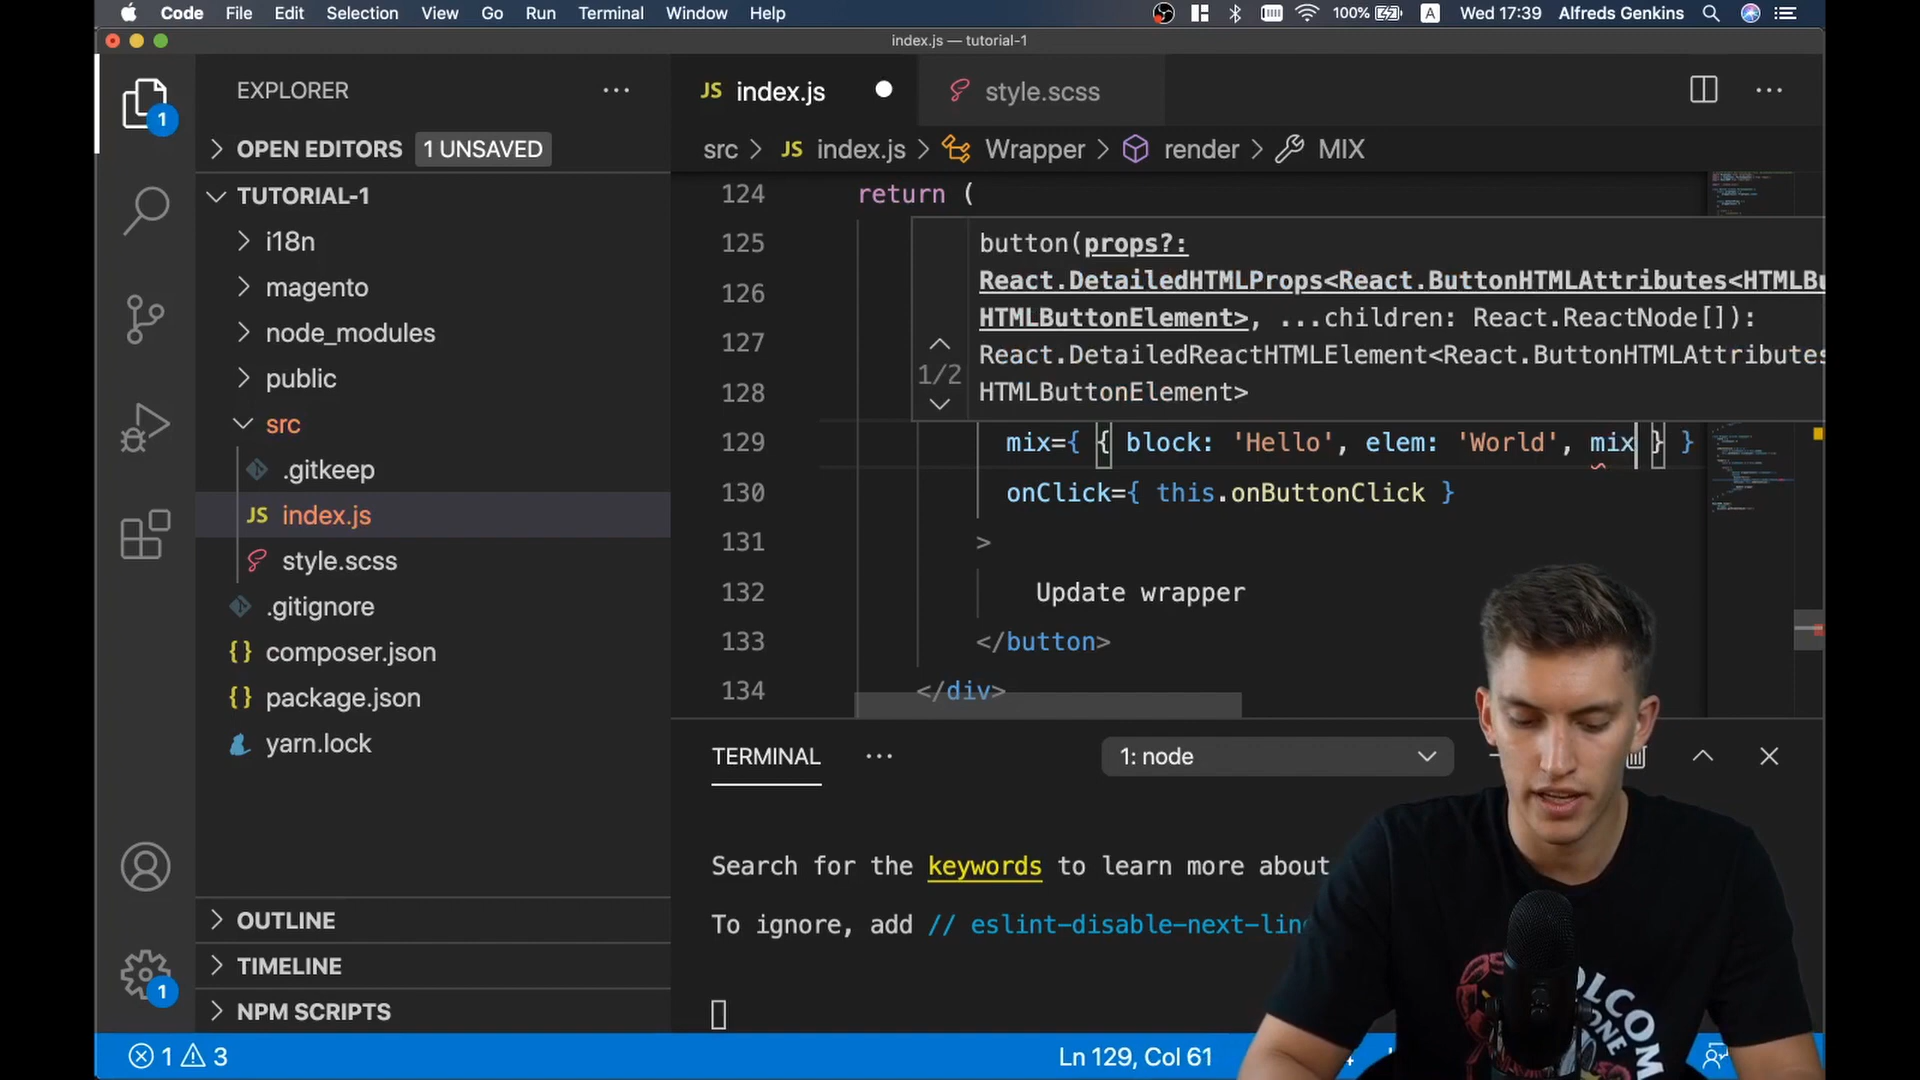 Code File Edit Selection View Go Run Terminal Window Help 100% A Wed 17:39 Alfreds Genkins
index.js — tutorial-1
EXPLORER
JS index.js
style.scss
1
OPEN EDITORS 1 UNSAVED
src > JS index.js > Wrapper > render > MIX
TUTORIAL-1
i18n
magento
node_modules
public
src
.gitkeep
JS index.js
style.scss
.gitignore
{} composer.json
{} package.json
yarn.lock
OUTLINE
TIMELINE
NPM SCRIPTS
1
124 return (
125
126
127
128
button(props?:
React.DetailedHTMLProps<React.ButtonHTMLAttributes<HTMLBu
HTMLButtonElement>, ...children: React.ReactNode[]):
React.DetailedReactHTMLElement<React.ButtonHTMLAttributes
HTMLButtonElement>
1/2
129 mix={ { block: 'Hello', elem: 'World', mix } }
130 onClick={ this.onButtonClick }
131 >
132 Update wrapper
133 </button>
134 </div>
TERMINAL
1: node
Search for the keywords to learn more about
To ignore, add // eslint-disable-next-line
1 3
Ln 129, Col 61